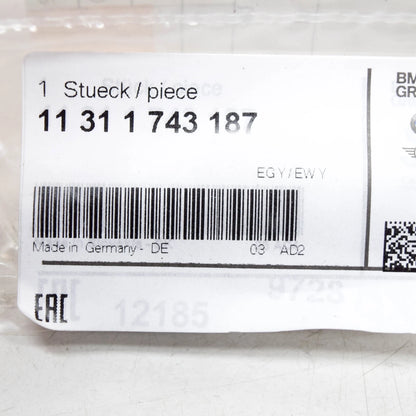 1 Stueck / piece
11 31 1 743 187
BM
GR
EGY/EWY
Made in Germany - DE 03 AD2
EAC
12185
9728